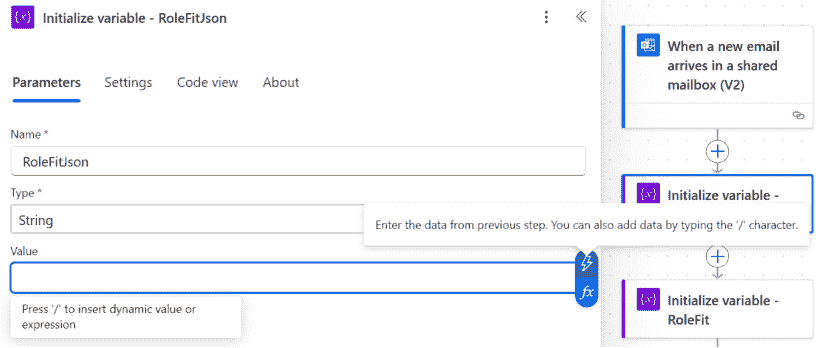 Initialize variable - RoleFitJson
Parameters
Settings
Code view
About
Name *
RoleFitJson
Type *
String
Enter the data from previous step. You can also add data by typing the '/' character.
Value
fx
Press '/' to insert dynamic value or
expression
When a new email
arrives in a shared
mailbox (V2)
Initialize variable -
Initialize variable -
RoleFit